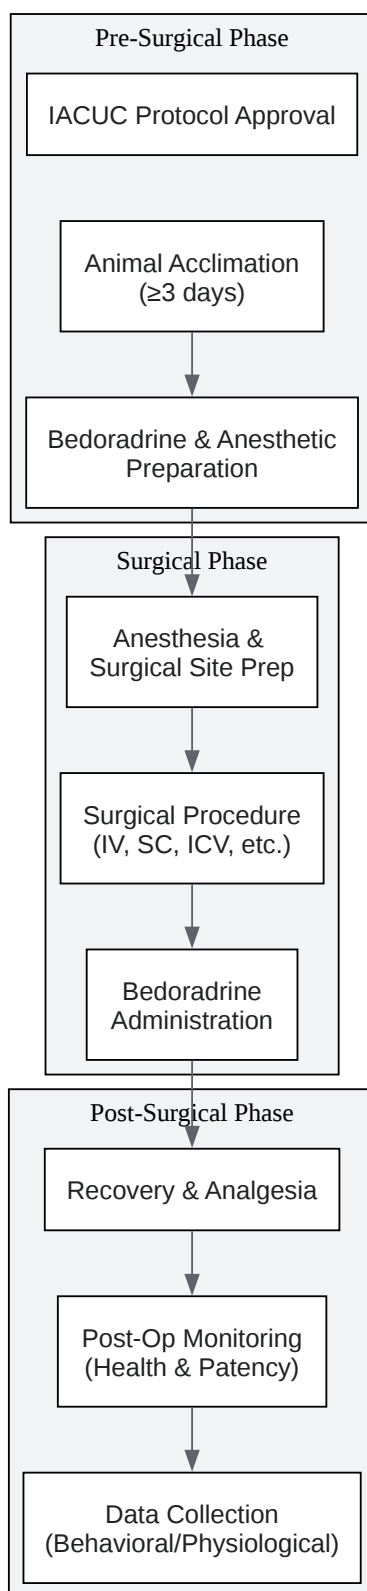 Pre-Surgical Phase
IACUC Protocol Approval
Animal Acclimation
(≥3 days)
Bedoradrine & Anesthetic
Preparation
Surgical Phase
Anesthesia &
Surgical Site Prep
Surgical Procedure
(IV, SC, ICV, etc.)
Bedoradrine
Administration
Post-Surgical Phase
Recovery & Analgesia
Post-Op Monitoring
(Health & Patency)
Data Collection
(Behavioral/Physiological)